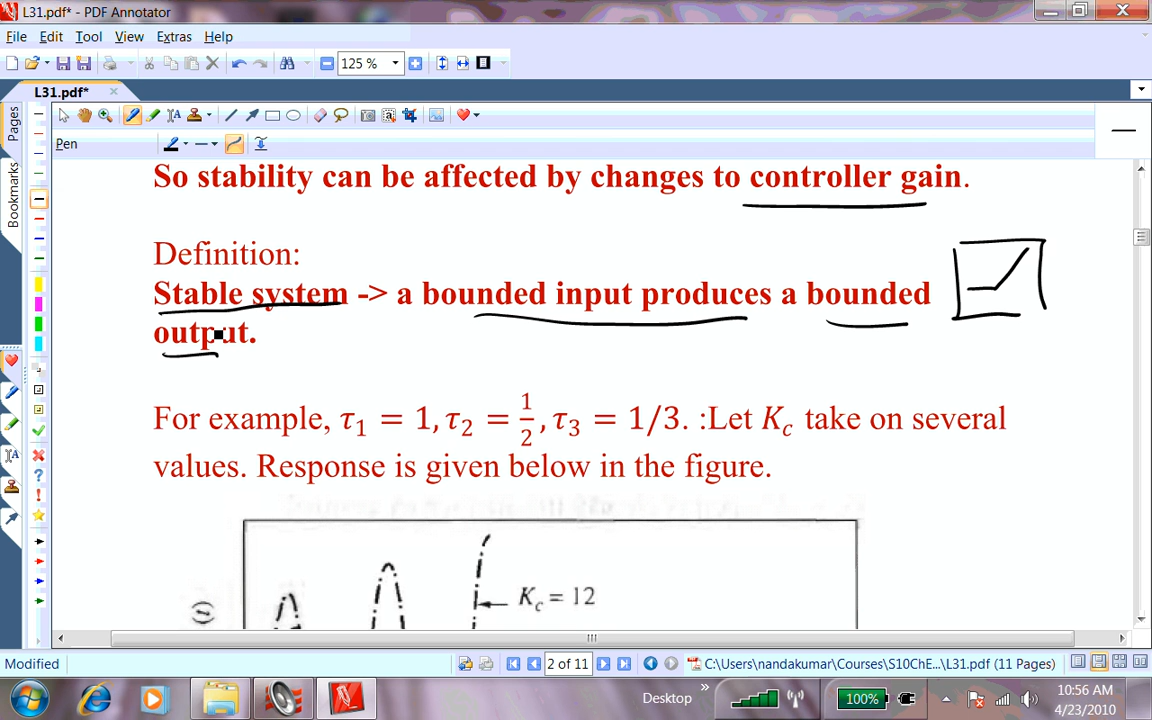 L31.pdf* - PDF Annotator
File Edit Tool View Extras Help
125 %
L31.pdf*
Pen
Pages
Bookmarks
So stability can be affected by changes to controller gain.
Definition:
Stable system -> a bounded input produces a bounded
output.
For example, τ₁ = 1, τ₂ = 1/2, τ₃ = 1/3. :Let K_c take on several
values. Response is given below in the figure.
K_c = 12
Modified
2 of 11
C:\Users\nandakumar\Courses\S10ChE...\L31.pdf (11 Pages)
Desktop
100%
10:56 AM
4/23/2010